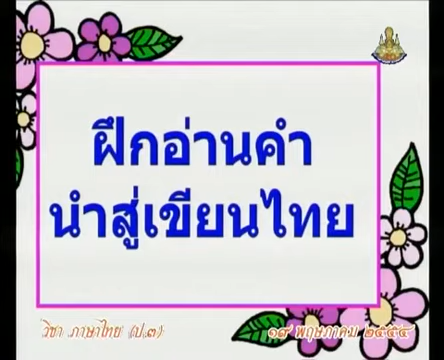 ฝึกอ่านคำ
นำสู่เขียนไทย
วิชา ภาษาไทย (ป.๓)
๑๙ พฤษภาคม ๒๕๕๔